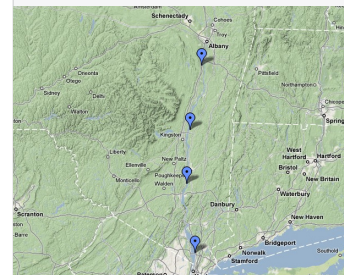 Schenectady
Cohoes
Troy
Albany
Oneonta
Otego
Pittsfield
Sidney
Delhi
Northampton
Walton
Kingston
Liberty
New Paltz
Ellenville
Poughkeepsie
Monticello
Walden
West
Hartford
Hartford
Bristol
New Britain
Waterbury
Scranton
Danbury
New Haven
Bridgeport
Norwalk
Stamford
Southold